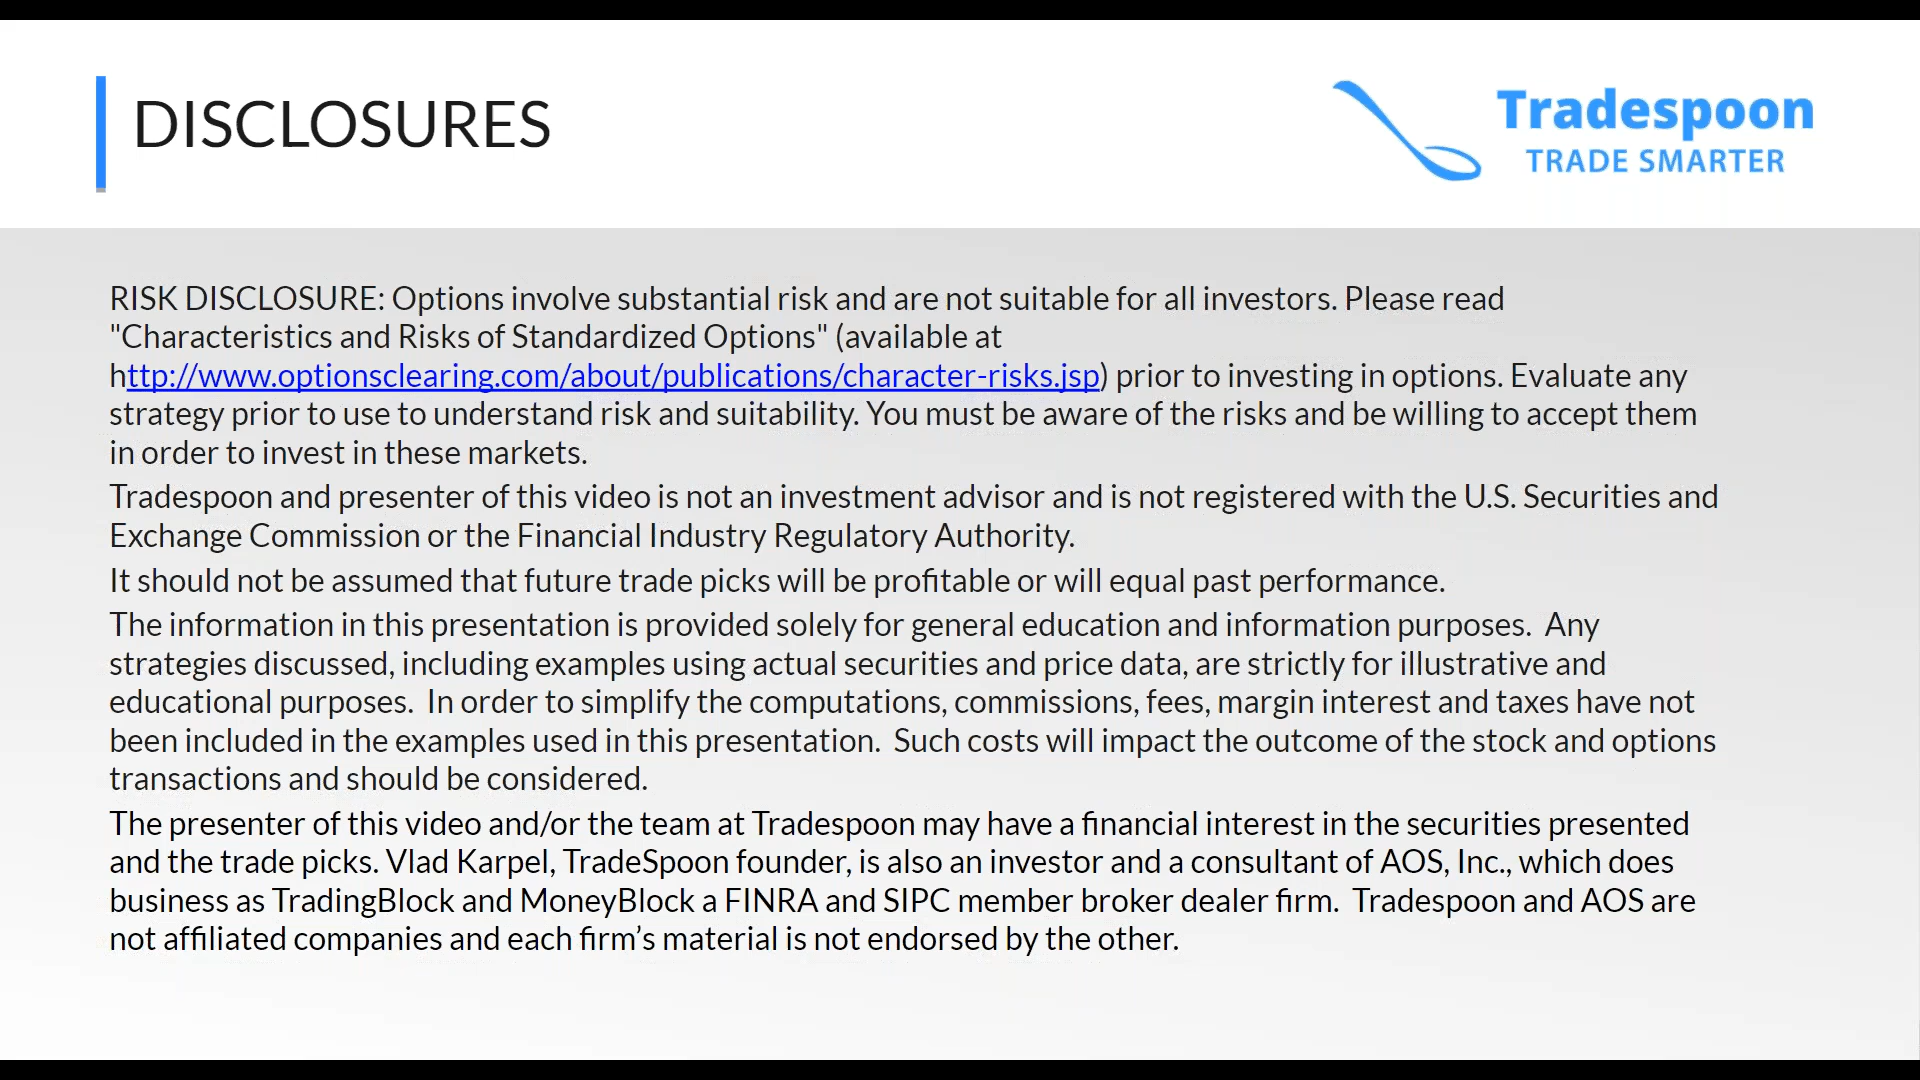 DISCLOSURES
Tradespoon
TRADE SMARTER
RISK DISCLOSURE: Options involve substantial risk and are not suitable for all investors. Please read
"Characteristics and Risks of Standardized Options" (available at
http://www.optionsclearing.com/about/publications/character-risks.jsp) prior to investing in options. Evaluate any
strategy prior to use to understand risk and suitability. You must be aware of the risks and be willing to accept them
in order to invest in these markets.
Tradespoon and presenter of this video is not an investment advisor and is not registered with the U.S. Securities and
Exchange Commission or the Financial Industry Regulatory Authority.
It should not be assumed that future trade picks will be profitable or will equal past performance.
The information in this presentation is provided solely for general education and information purposes.  Any
strategies discussed, including examples using actual securities and price data, are strictly for illustrative and
educational purposes.  In order to simplify the computations, commissions, fees, margin interest and taxes have not
been included in the examples used in this presentation.  Such costs will impact the outcome of the stock and options
transactions and should be considered.
The presenter of this video and/or the team at Tradespoon may have a financial interest in the securities presented
and the trade picks. Vlad Karpel, TradeSpoon founder, is also an investor and a consultant of AOS, Inc., which does
business as TradingBlock and MoneyBlock a FINRA and SIPC member broker dealer firm.  Tradespoon and AOS are
not affiliated companies and each firm’s material is not endorsed by the other.